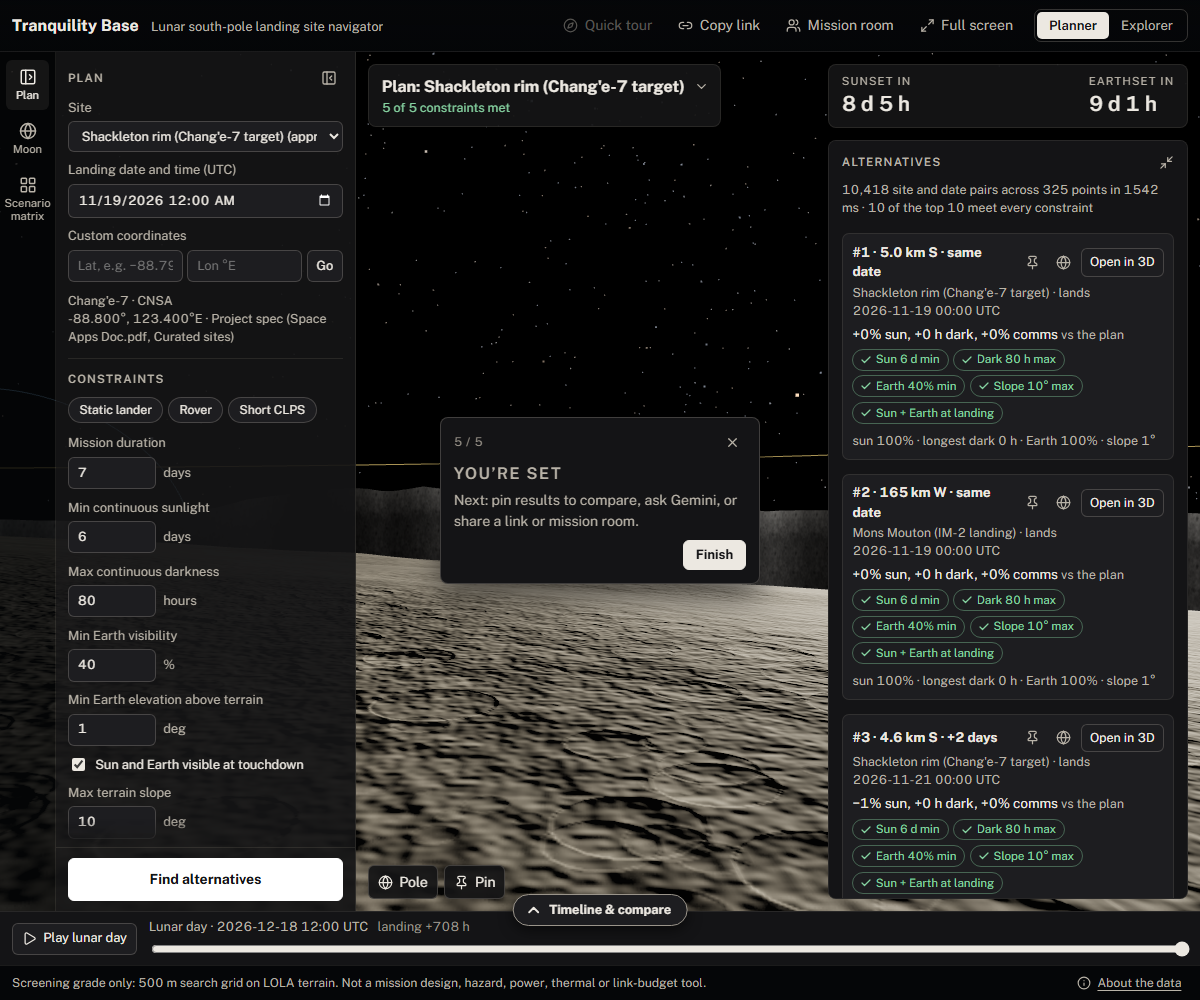 Tranquility Base
Lunar south-pole landing site navigator
Quick tour
Copy link
Mission room
Full screen
Planner
Explorer
Plan
Moon
Scenario
matrix
PLAN
Site
Shackleton rim (Chang'e-7 target) (appr
Landing date and time (UTC)
11/19/2026 12:00 AM
Custom coordinates
Lat, e.g. −88.79
Lon °E
Go
Chang'e-7 · CNSA
-88.800°, 123.400°E · Project spec (Space
Apps Doc.pdf, Curated sites)
CONSTRAINTS
Static lander
Rover
Short CLPS
Mission duration
7 days
Min continuous sunlight
6 days
Max continuous darkness
80 hours
Min Earth visibility
40 %
Min Earth elevation above terrain
1 deg
Sun and Earth visible at touchdown
Max terrain slope
10 deg
Find alternatives
Plan: Shackleton rim (Chang'e-7 target)
5 of 5 constraints met
5 / 5
YOU'RE SET
Next: pin results to compare, ask Gemini, or
share a link or mission room.
Finish
Pole
Pin
SUNSET IN
8 d 5 h
EARTHSET IN
9 d 1 h
ALTERNATIVES
10,418 site and date pairs across 325 points in 1542
ms · 10 of the top 10 meet every constraint
#1 · 5.0 km S · same
date
Open in 3D
Shackleton rim (Chang'e-7 target) · lands
2026-11-19 00:00 UTC
+0% sun, +0 h dark, +0% comms vs the plan
Sun 6 d min
Dark 80 h max
Earth 40% min
Slope 10° max
Sun + Earth at landing
sun 100% · longest dark 0 h · Earth 100% · slope 1°
#2 · 165 km W · same
date
Open in 3D
Mons Mouton (IM-2 landing) · lands
2026-11-19 00:00 UTC
+0% sun, +0 h dark, +0% comms vs the plan
Sun 6 d min
Dark 80 h max
Earth 40% min
Slope 10° max
Sun + Earth at landing
sun 100% · longest dark 0 h · Earth 100% · slope 1°
#3 · 4.6 km S · +2 days
Open in 3D
Shackleton rim (Chang'e-7 target) · lands
2026-11-21 00:00 UTC
−1% sun, +0 h dark, +0% comms vs the plan
Sun 6 d min
Dark 80 h max
Earth 40% min
Slope 10° max
Sun + Earth at landing
Timeline & compare
Play lunar day
Lunar day · 2026-12-18 12:00 UTC landing +708 h
Screening grade only: 500 m search grid on LOLA terrain. Not a mission design, hazard, power, thermal or link-budget tool.
About the data